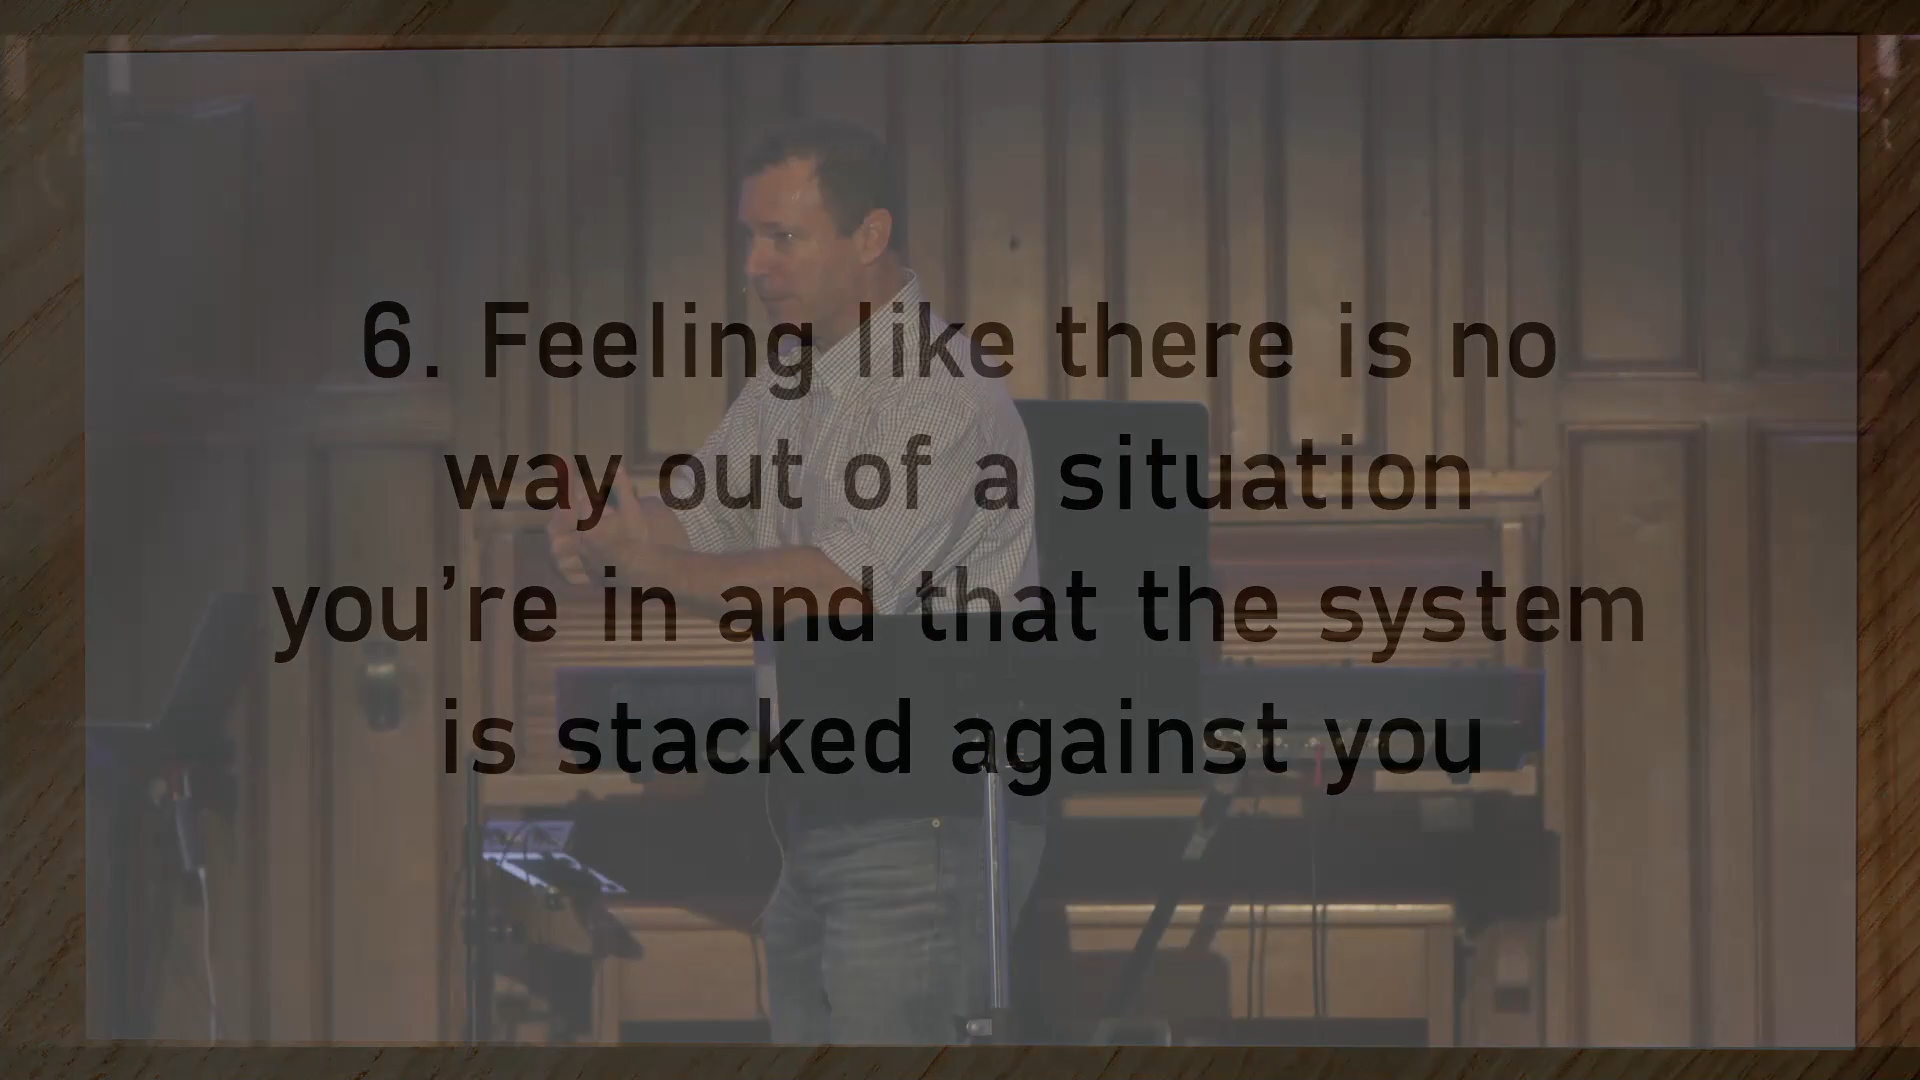 6. Feeling like there is no
way out of a situation
you’re in and that the system
is stacked against you